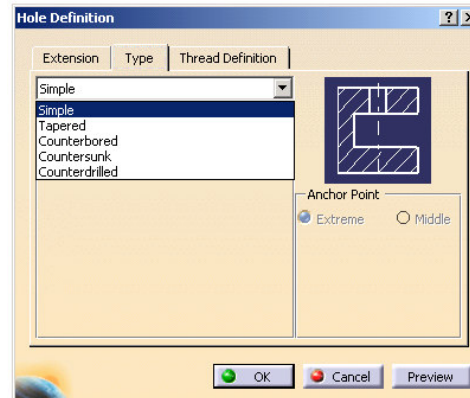 Hole Definition
Extension Type Thread Definition
Simple
Simple
Tapered
Counterbored
Countersunk
Counterdrilled
Anchor Point
Extreme Middle
OK Cancel Preview